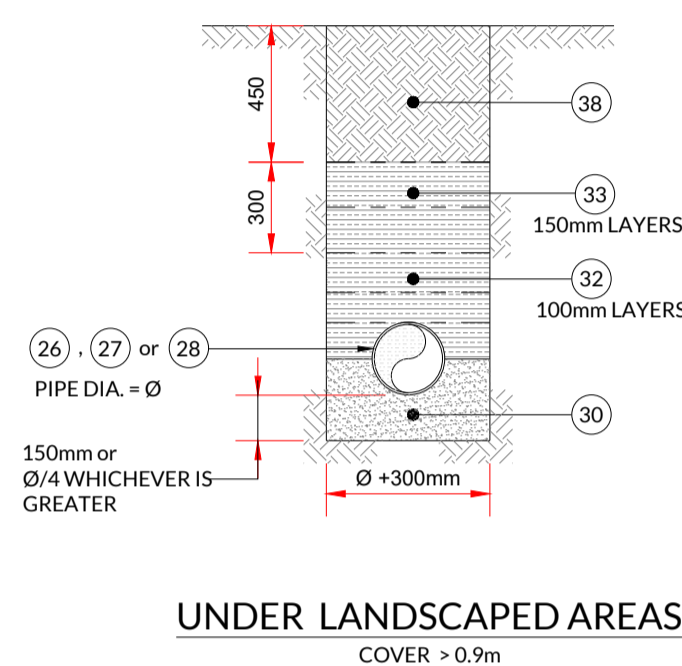 450
38
300
33
150mm LAYERS
32
100mm LAYERS
26 , 27 or 28
PIPE DIA. = Ø
30
150mm or
Ø/4 WHICHEVER IS
GREATER
Ø +300mm
UNDER LANDSCAPED AREAS
COVER > 0.9m